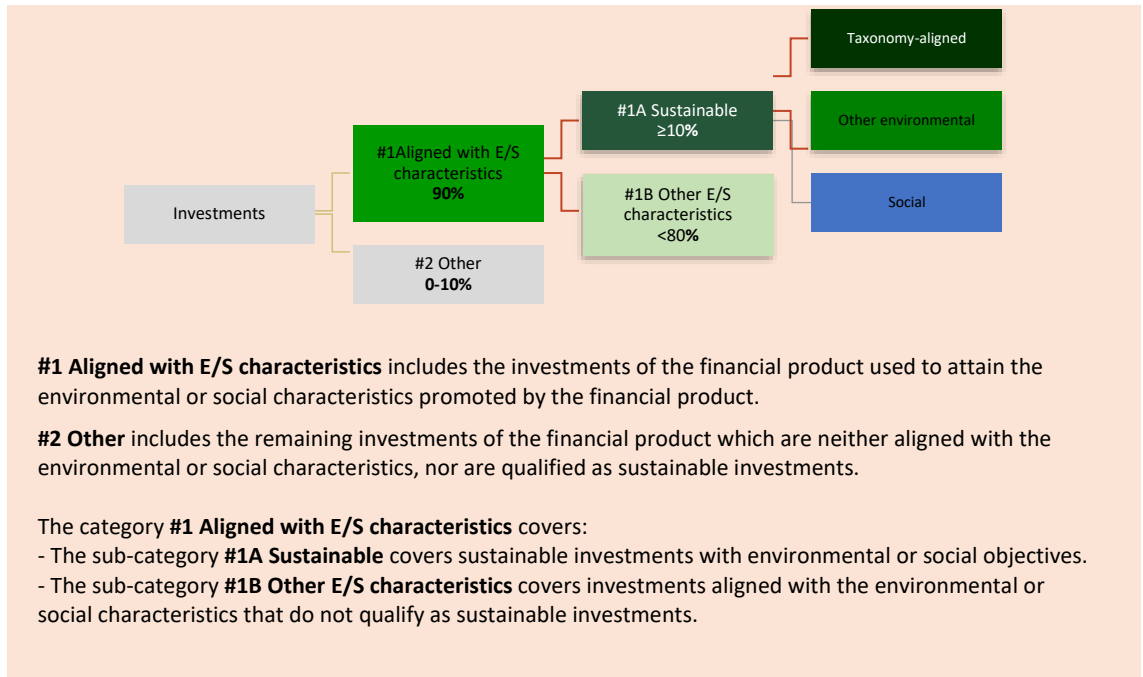 Taxonomy-aligned
#1A Sustainable
≥10%
Other environmental
#1Aligned with E/S
characteristics
90%
Investments
#1B Other E/S
characteristics
<80%
Social
#2 Other
0-10%
#1 Aligned with E/S characteristics includes the investments of the financial product used to attain the
environmental or social characteristics promoted by the financial product.
#2 Other includes the remaining investments of the financial product which are neither aligned with the
environmental or social characteristics, nor are qualified as sustainable investments.
The category #1 Aligned with E/S characteristics covers:
- The sub-category #1A Sustainable covers sustainable investments with environmental or social objectives.
- The sub-category #1B Other E/S characteristics covers investments aligned with the environmental or
social characteristics that do not qualify as sustainable investments.